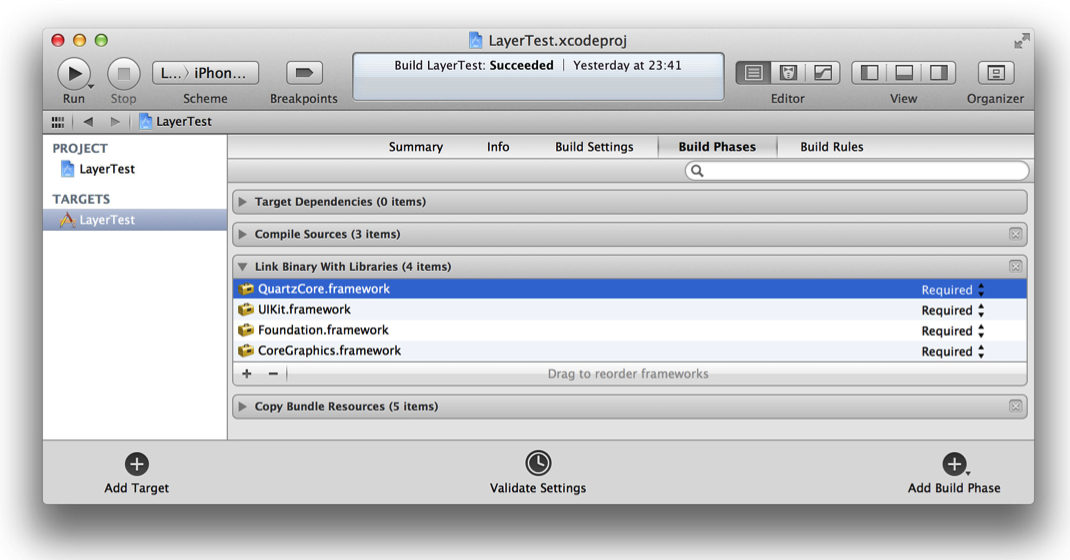 LayerTest.xcodeproj
L...〉iPhon...
Build LayerTest: Succeeded | Yesterday at 23:41
Run Stop Scheme Breakpoints Editor View Organizer
LayerTest
PROJECT
LayerTest
TARGETS
LayerTest
Summary Info Build Settings Build Phases Build Rules
Target Dependencies (0 items)
Compile Sources (3 items)
Link Binary With Libraries (4 items)
QuartzCore.framework Required
UIKit.framework Required
Foundation.framework Required
CoreGraphics.framework Required
Drag to reorder frameworks
Copy Bundle Resources (5 items)
Add Target Validate Settings Add Build Phase